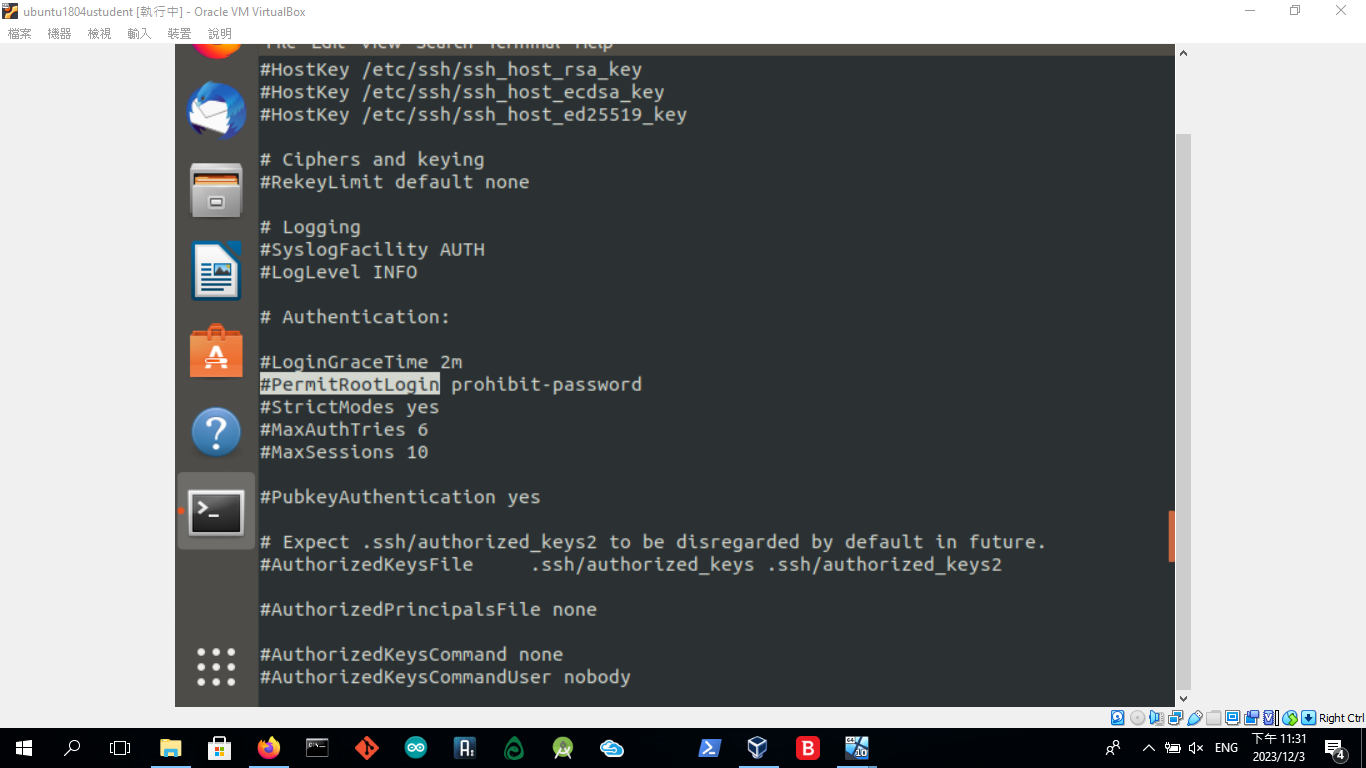 ubuntu1804ustudent [執行中] - Oracle VM VirtualBox
檔案 機器 檢視 輸入 裝置 說明
File Edit View Search Terminal Help
#HostKey /etc/ssh/ssh_host_rsa_key
#HostKey /etc/ssh/ssh_host_ecdsa_key
#HostKey /etc/ssh/ssh_host_ed25519_key
# Ciphers and keying
#RekeyLimit default none
# Logging
#SyslogFacility AUTH
#LogLevel INFO
# Authentication:
#LoginGraceTime 2m
#PermitRootLogin prohibit-password
#StrictModes yes
#MaxAuthTries 6
#MaxSessions 10
#PubkeyAuthentication yes
# Expect .ssh/authorized_keys2 to be disregarded by default in future.
#AuthorizedKeysFile .ssh/authorized_keys .ssh/authorized_keys2
#AuthorizedPrincipalsFile none
#AuthorizedKeysCommand none
#AuthorizedKeysCommandUser nobody
Right Ctrl
ENG
下午 11:31
2023/12/3
4